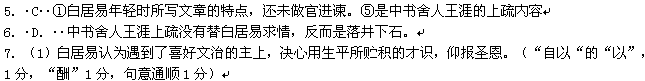 5. ·C··①白居易年轻时所写文章的特点，还未做官进谏。⑤是中书舍人王涯的上疏内容
6. ·D. ··中书舍人王涯上疏没有替白居易求情，反而是落井下石。
7. （1）白居易认为遇到了喜好文治的主上，决心用生平所贮积的才识，仰报圣恩。（“自以“的“以”，
1分，“酬”1分，句意通顺1分）